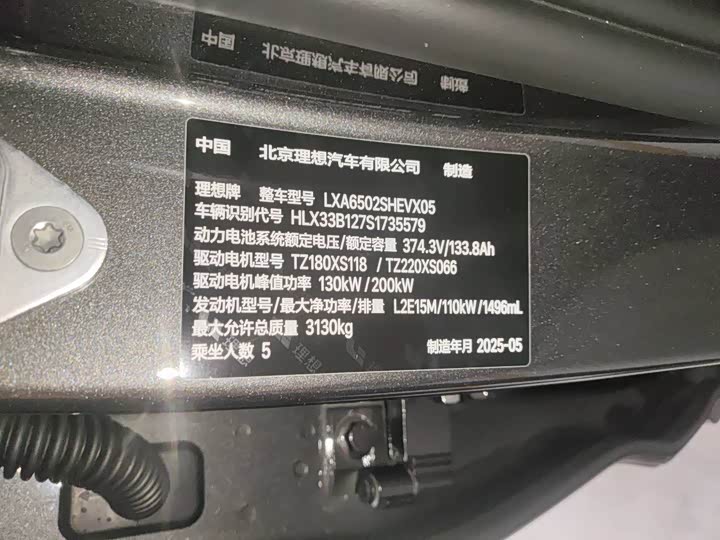 中国 北京理想汽车有限公司 制造
理想牌 整车型号 LXA6502SHEVX05
车辆识别代号 HLX33B127S1735579
动力电池系统额定电压/额定容量 374.3V/133.8Ah
驱动电机型号 TZ180XS118 / TZ220XS066
驱动电机峰值功率 130kW / 200kW
发动机型号/最大净功率/排量 L2E15M/110kW/1496mL
最大允许总质量 3130kg
乘坐人数 5 制造年月 2025-05
理想